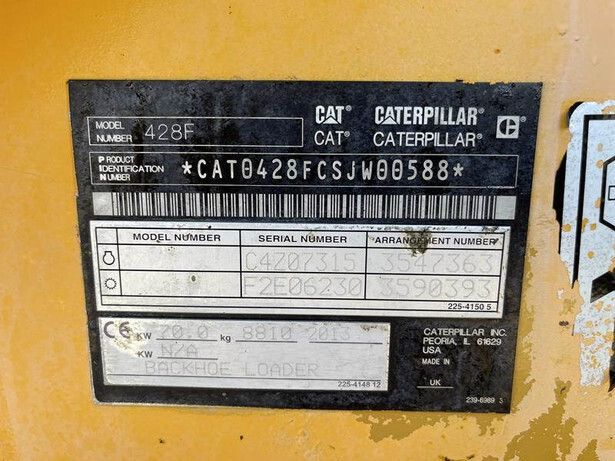 MODEL NUMBER 428F
CAT® CATERPILLAR® C
CAT® CATERPILLAR®
PRODUCT IDENTIFICATION NUMBER *CAT0428FCSJW00588*
MODEL NUMBER SERIAL NUMBER ARRANGEMENT NUMBER
C4Z07315 3547363
F2E06230 3590393
225-4150 5
CE KW 70.0 kg 8810 2013
KW N/A
BACKHOE LOADER
225-4148 12
CATERPILLAR INC.
PEORIA, IL 61629
USA
MADE IN
UK
239-6989 3